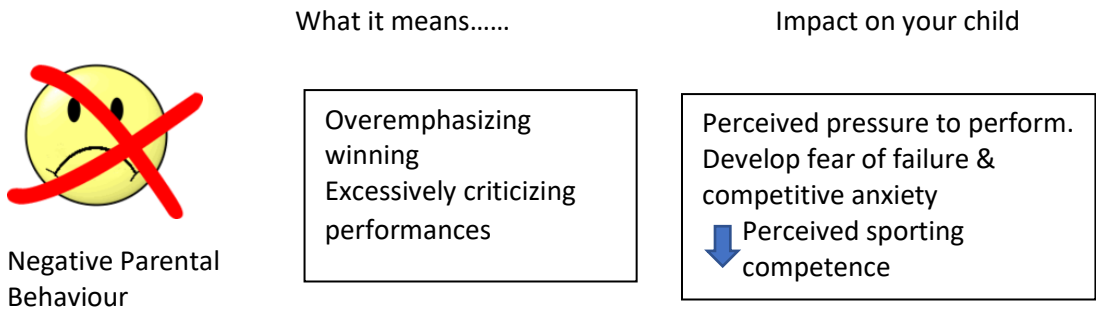 What it means......
Impact on your child
Overemphasizing
winning
Excessively criticizing
performances
Perceived pressure to perform.
Develop fear of failure &
competitive anxiety
Perceived sporting
competence
Negative Parental
Behaviour